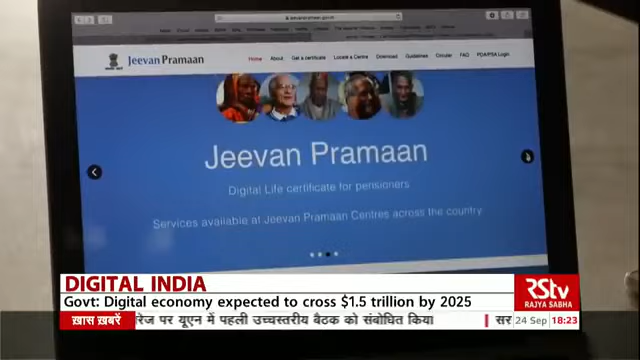 Jeevan Pramaan
Home About Get a certificate Locate a Centre Download Guidelines Circular FAQ PDA/PSA Login
Jeevan Pramaan
Digital Life certificate for pensioners
Services available at Jeevan Pramaan Centres across the country
DIGITAL INDIA
Govt: Digital economy expected to cross $1.5 trillion by 2025
RSTV
RAJYA SABHA
ख़ास ख़बरें रेज पर यूएन में पहली उच्चस्तरीय बैठक को संबोधित किया सर 24 Sep 18:23